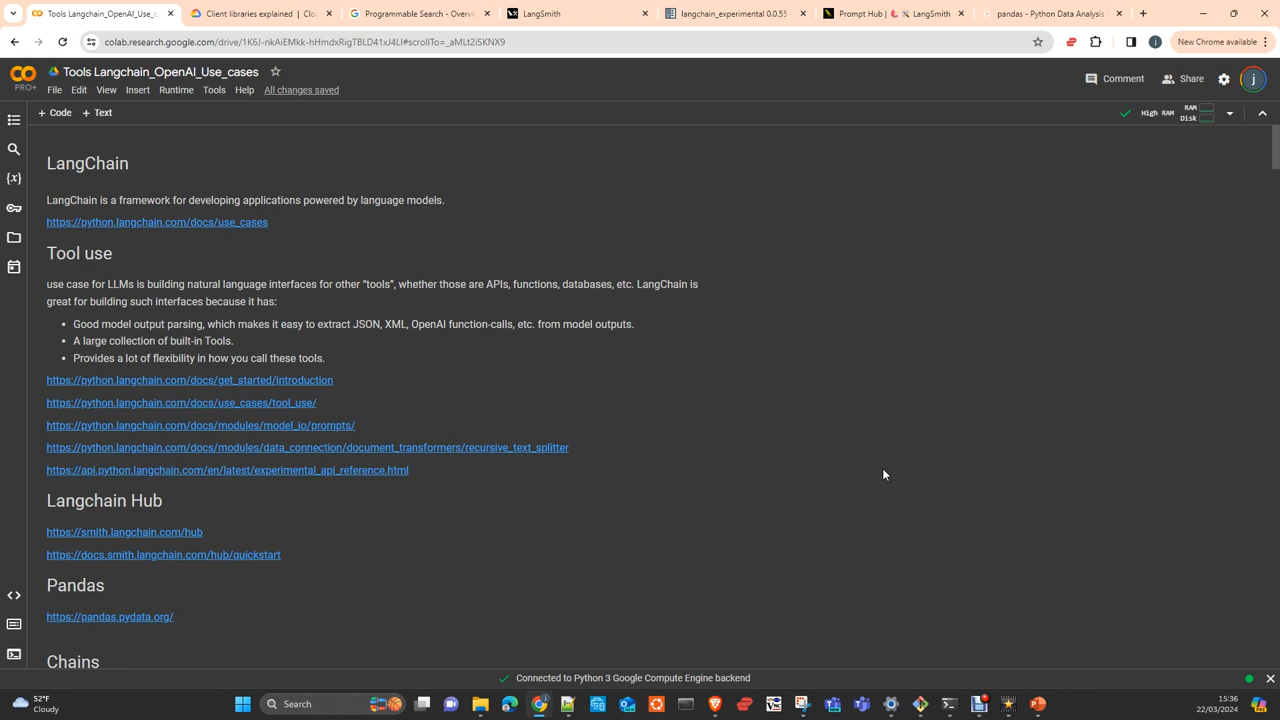 Tools Langchain_OpenAI_Use_c
Client libraries explained | Clo
Programmable Search - Overvie
LangSmith
langchain_experimental 0.0.55
Prompt Hub | LangSmith
pandas - Python Data Analysis
colab.research.google.com/drive/1K6J-nkAiEMkk-hHmdxRigTBLD41xJ4LI#scrollTo=_aMLt2iSKNX9
New Chrome available
j
CO
PRO+
Tools Langchain_OpenAI_Use_cases
File Edit View Insert Runtime Tools Help All changes saved
Comment
Share
j
+ Code + Text
High RAM
RAM
Disk
LangChain
LangChain is a framework for developing applications powered by language models.
https://python.langchain.com/docs/use_cases
Tool use
use case for LLMs is building natural language interfaces for other “tools”, whether those are APIs, functions, databases, etc. LangChain is
great for building such interfaces because it has:
• Good model output parsing, which makes it easy to extract JSON, XML, OpenAI function-calls, etc. from model outputs.
• A large collection of built-in Tools.
• Provides a lot of flexibility in how you call these tools.
https://python.langchain.com/docs/get_started/introduction
https://python.langchain.com/docs/use_cases/tool_use/
https://python.langchain.com/docs/modules/model_io/prompts/
https://python.langchain.com/docs/modules/data_connection/document_transformers/recursive_text_splitter
https://api.python.langchain.com/en/latest/experimental_api_reference.html
Langchain Hub
https://smith.langchain.com/hub
https://docs.smith.langchain.com/hub/quickstart
Pandas
https://pandas.pydata.org/
Chains
Connected to Python 3 Google Compute Engine backend
52°F
Cloudy
Search
15:36
22/03/2024